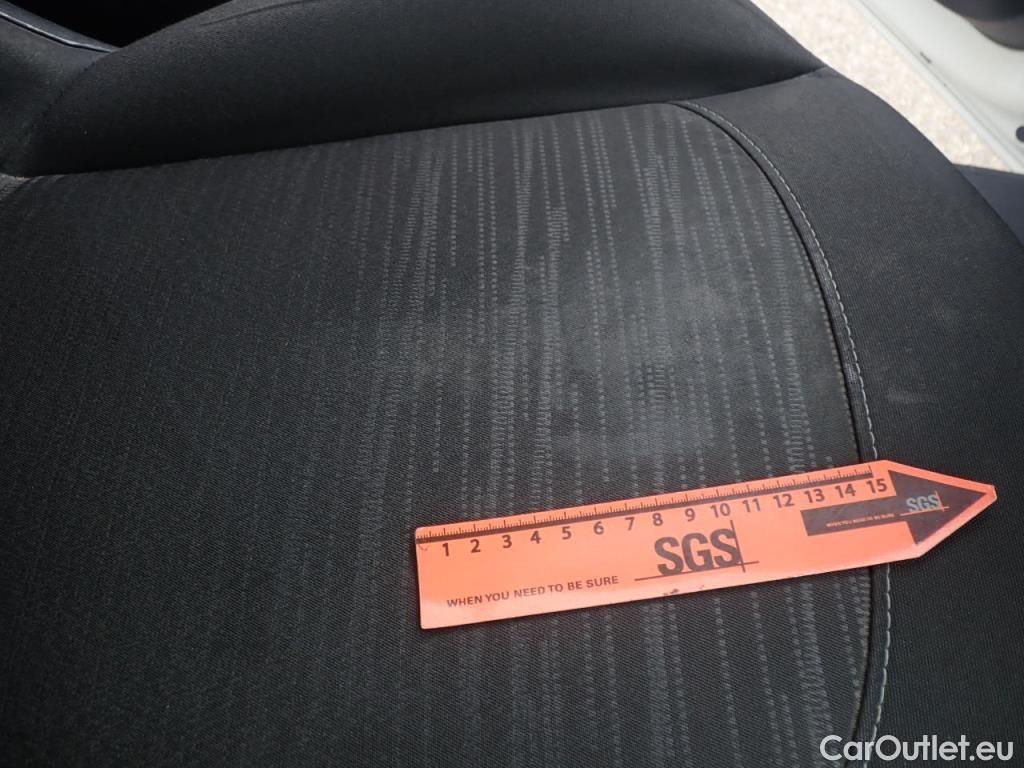 1 2 3 4 5 6 7 8 9 10 11 12 13 14 15
SGS
SGS
WHEN YOU NEED TO BE SURE
CarOutlet.eu